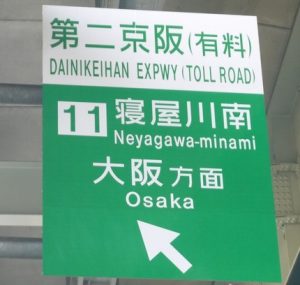 第二京阪(有料)
DAINIKEIHAN EXPWY (TOLL ROAD)
11 寝屋川南
Neyagawa-minami
大阪方面
Osaka